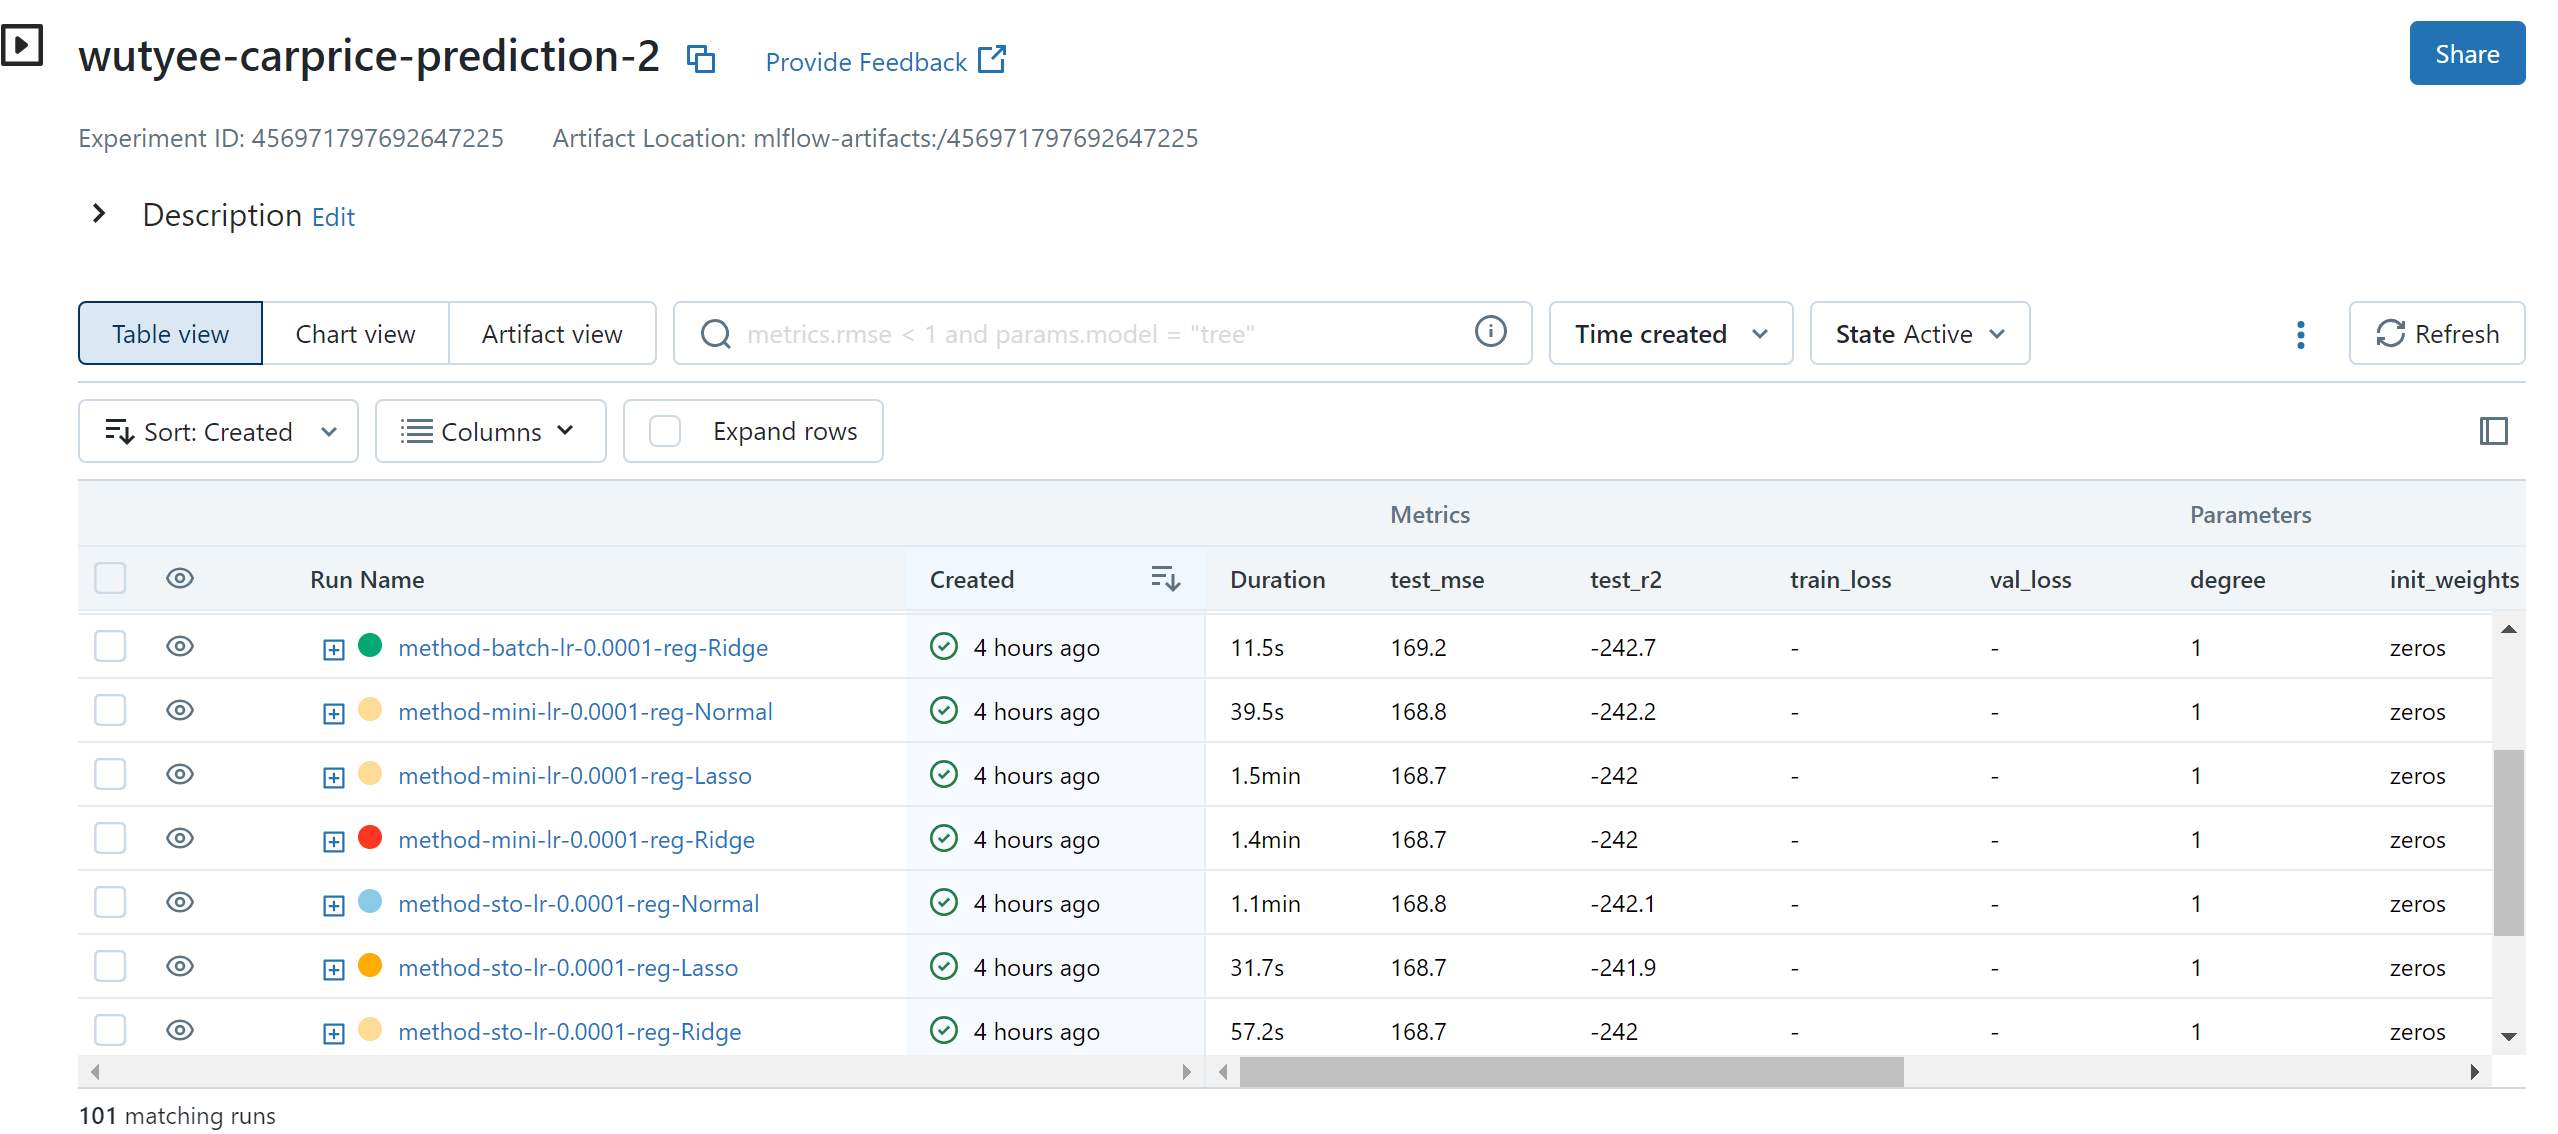 wutyee-carprice-prediction-2 Provide Feedback Share
Experiment ID: 456971797692647225 Artifact Location: mlflow-artifacts:/456971797692647225
Description Edit
Table view Chart view Artifact view metrics.rmse < 1 and params.model = "tree" Time created State Active Refresh
Sort: Created Columns Expand rows
Metrics Parameters
Run Name Created Duration test_mse test_r2 train_loss val_loss degree init_weights
method-batch-lr-0.0001-reg-Ridge 4 hours ago 11.5s 169.2 -242.7 - - 1 zeros
method-mini-lr-0.0001-reg-Normal 4 hours ago 39.5s 168.8 -242.2 - - 1 zeros
method-mini-lr-0.0001-reg-Lasso 4 hours ago 1.5min 168.7 -242 - - 1 zeros
method-mini-lr-0.0001-reg-Ridge 4 hours ago 1.4min 168.7 -242 - - 1 zeros
method-sto-lr-0.0001-reg-Normal 4 hours ago 1.1min 168.8 -242.1 - - 1 zeros
method-sto-lr-0.0001-reg-Lasso 4 hours ago 31.7s 168.7 -241.9 - - 1 zeros
method-sto-lr-0.0001-reg-Ridge 4 hours ago 57.2s 168.7 -242 - - 1 zeros
101 matching runs